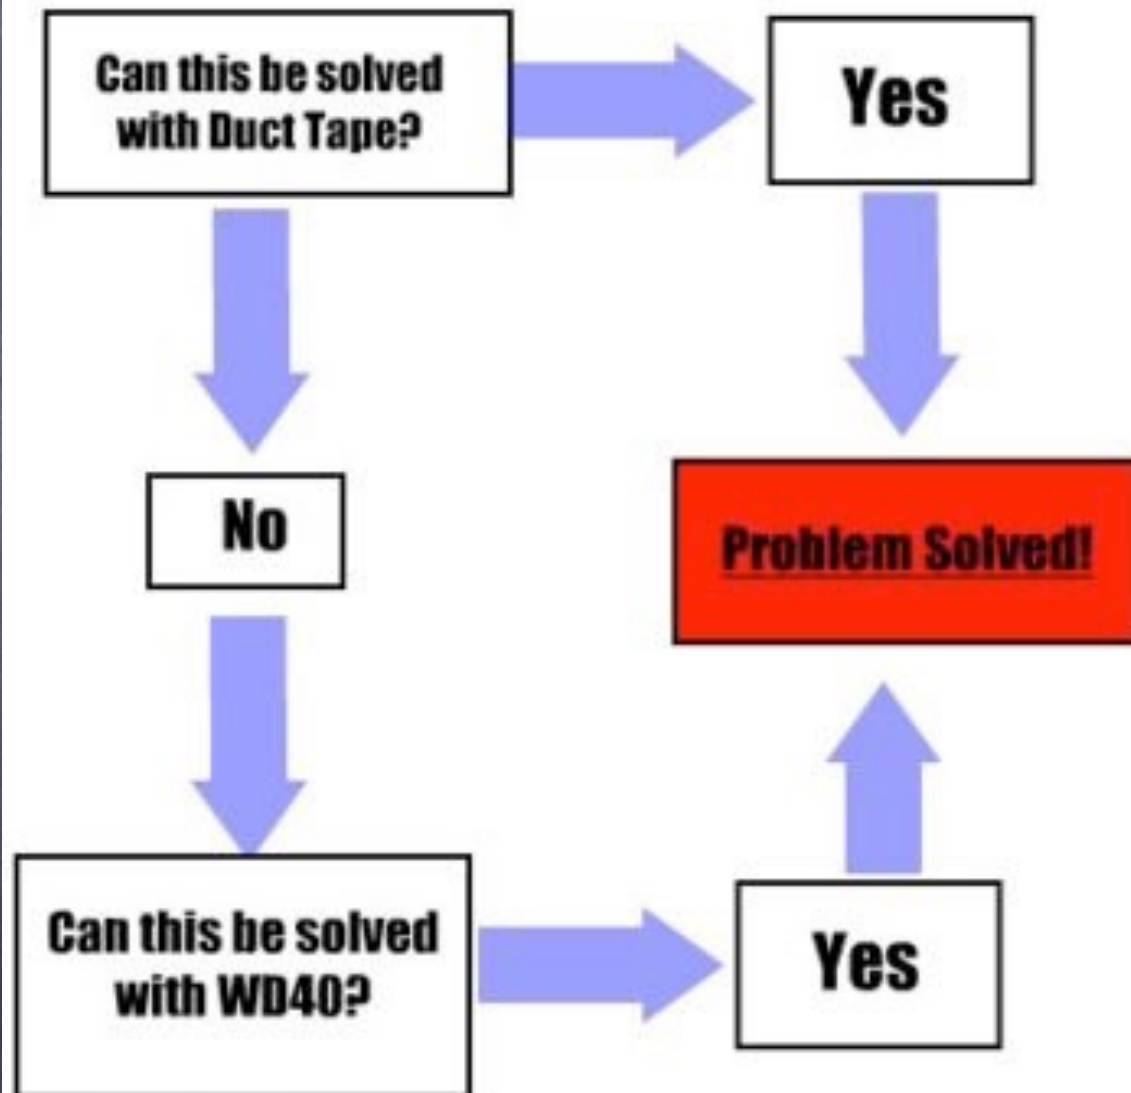 Can this be solved
with Duct Tape?
Yes
No
Problem Solved!
Can this be solved
with WD40?
Yes